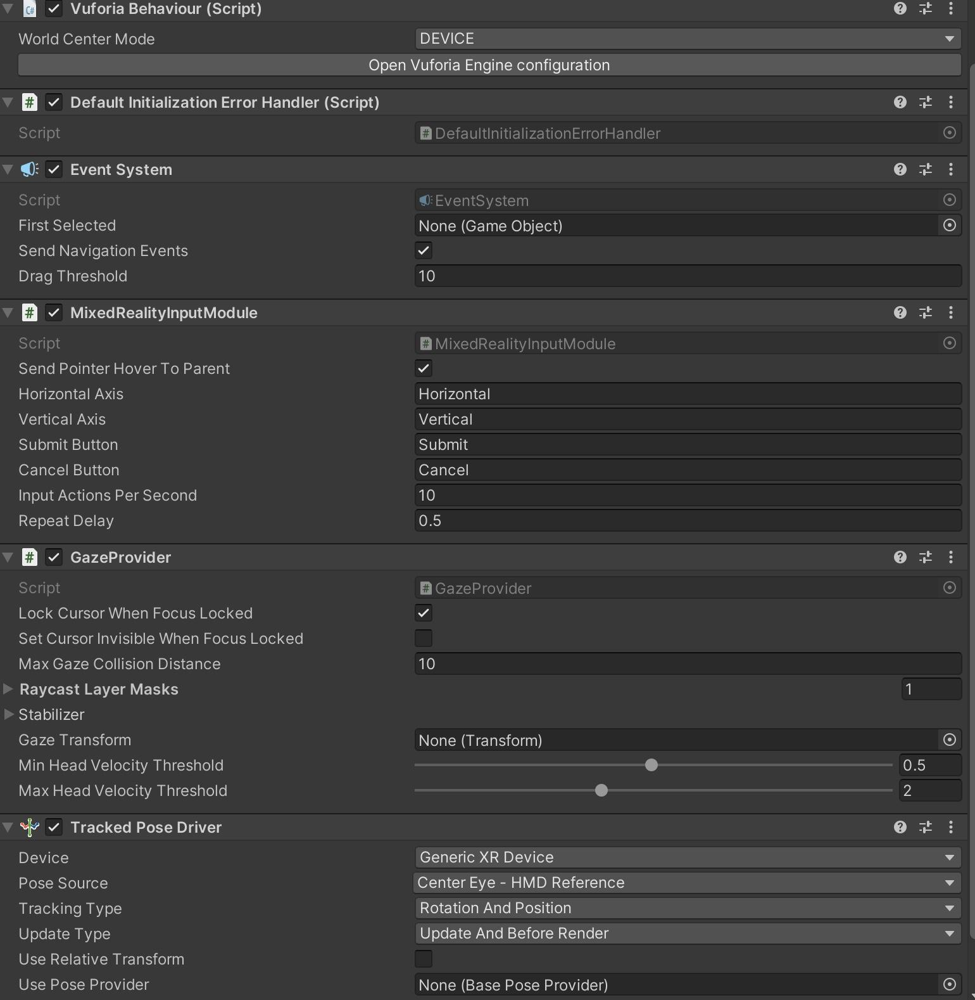 Vuforia Behaviour (Script)
World Center Mode DEVICE
Open Vuforia Engine configuration
Default Initialization Error Handler (Script)
Script DefaultInitializationErrorHandler
Event System
Script EventSystem
First Selected None (Game Object)
Send Navigation Events
Drag Threshold 10
MixedRealityInputModule
Script MixedRealityInputModule
Send Pointer Hover To Parent
Horizontal Axis Horizontal
Vertical Axis Vertical
Submit Button Submit
Cancel Button Cancel
Input Actions Per Second 10
Repeat Delay 0.5
GazeProvider
Script GazeProvider
Lock Cursor When Focus Locked
Set Cursor Invisible When Focus Locked
Max Gaze Collision Distance 10
Raycast Layer Masks 1
Stabilizer
Gaze Transform None (Transform)
Min Head Velocity Threshold 0.5
Max Head Velocity Threshold 2
Tracked Pose Driver
Device Generic XR Device
Pose Source Center Eye - HMD Reference
Tracking Type Rotation And Position
Update Type Update And Before Render
Use Relative Transform
Use Pose Provider None (Base Pose Provider)